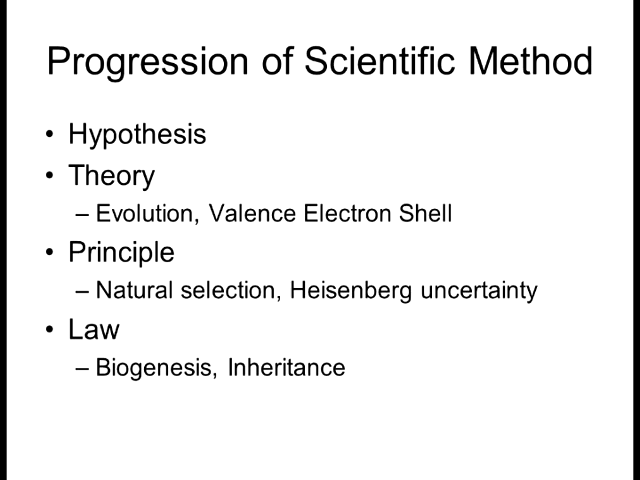 Progression of Scientific Method
• Hypothesis
• Theory
– Evolution, Valence Electron Shell
• Principle
– Natural selection, Heisenberg uncertainty
• Law
– Biogenesis, Inheritance